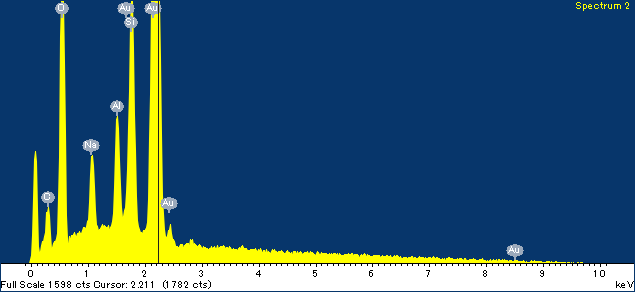 Spectrum 2
O Au Au
Si
Al
Na
C Au
Au
0 1 2 3 4 5 6 7 8 9 10
Full Scale 1598 cts Cursor: 2.211 (1782 cts) keV